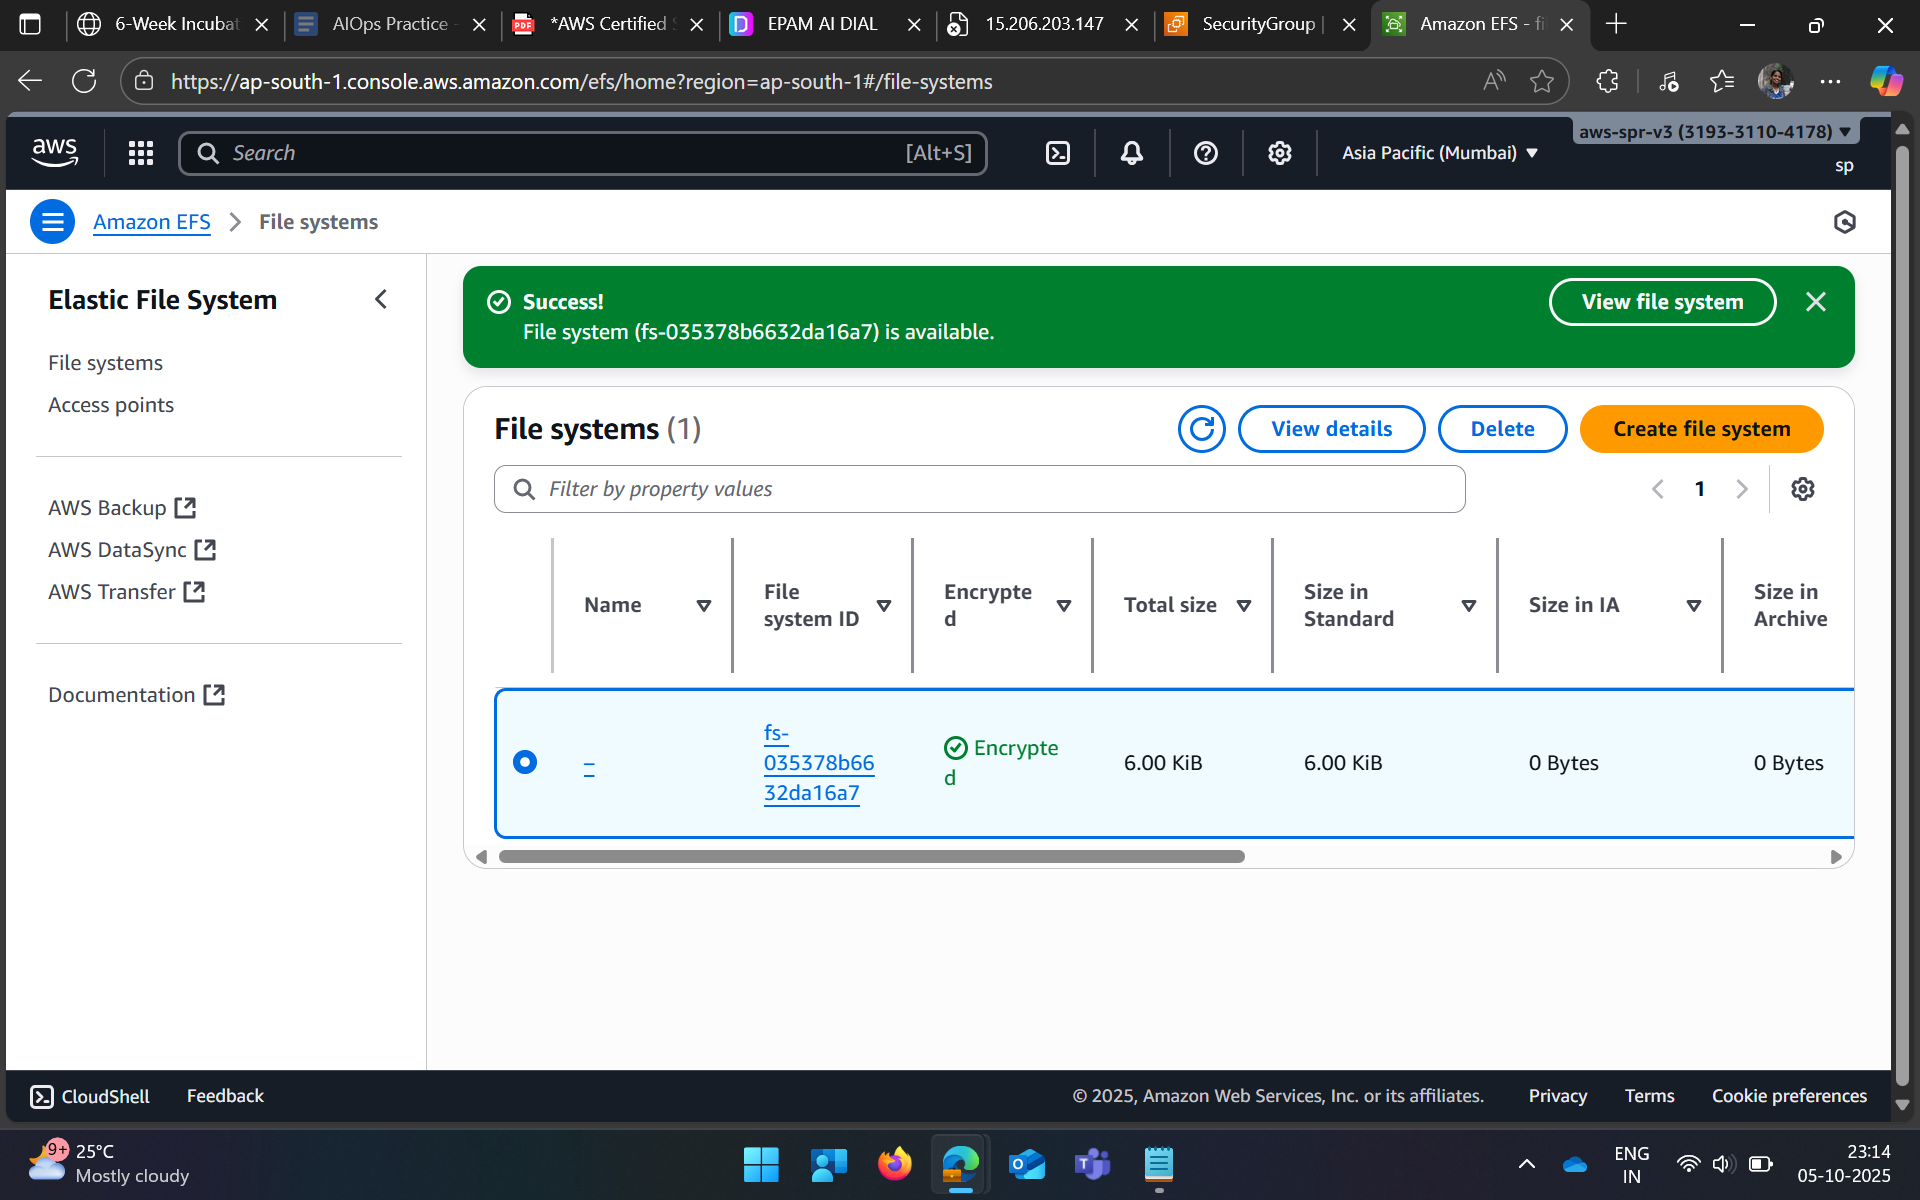 6-Week Incubat
AIOps Practice -
*AWS Certified S
EPAM AI DIAL
15.206.203.147
SecurityGroup |
Amazon EFS - fi
https://ap-south-1.console.aws.amazon.com/efs/home?region=ap-south-1#/file-systems
aws
Search
[Alt+S]
Asia Pacific (Mumbai)
aws-spr-v3 (3193-3110-4178)
sp
Amazon EFS
File systems
Elastic File System
File systems
Access points
AWS Backup
AWS DataSync
AWS Transfer
Documentation
Success!
File system (fs-035378b6632da16a7) is available.
View file system
File systems (1)
View details
Delete
Create file system
Filter by property values
1
Name
File
system ID
Encrypte
d
Total size
Size in
Standard
Size in IA
Size in
Archive
–
fs-
035378b66
32da16a7
Encrypte
d
6.00 KiB
6.00 KiB
0 Bytes
0 Bytes
CloudShell
Feedback
© 2025, Amazon Web Services, Inc. or its affiliates.
Privacy
Terms
Cookie preferences
9+
25°C
Mostly cloudy
ENG
IN
23:14
05-10-2025